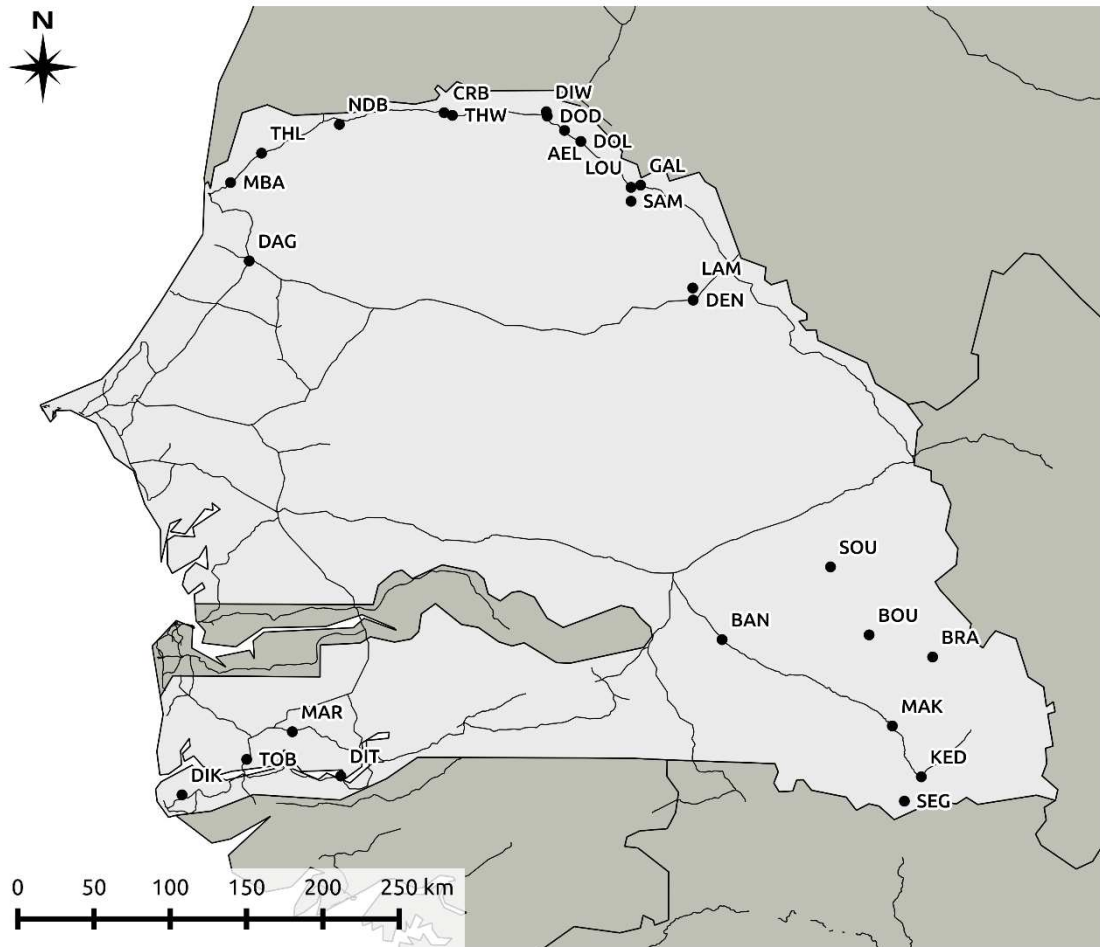 N
CRB
DIW
NDB
THW
DOD
THL
AEL
DOL
LOU
GAL
MBA
SAM
DAG
LAM
DEN
SOU
BAN
BOU
BRA
MAR
MAK
TOB
DIT
KED
DIK
SEG
0 50 100 150 200 250 km